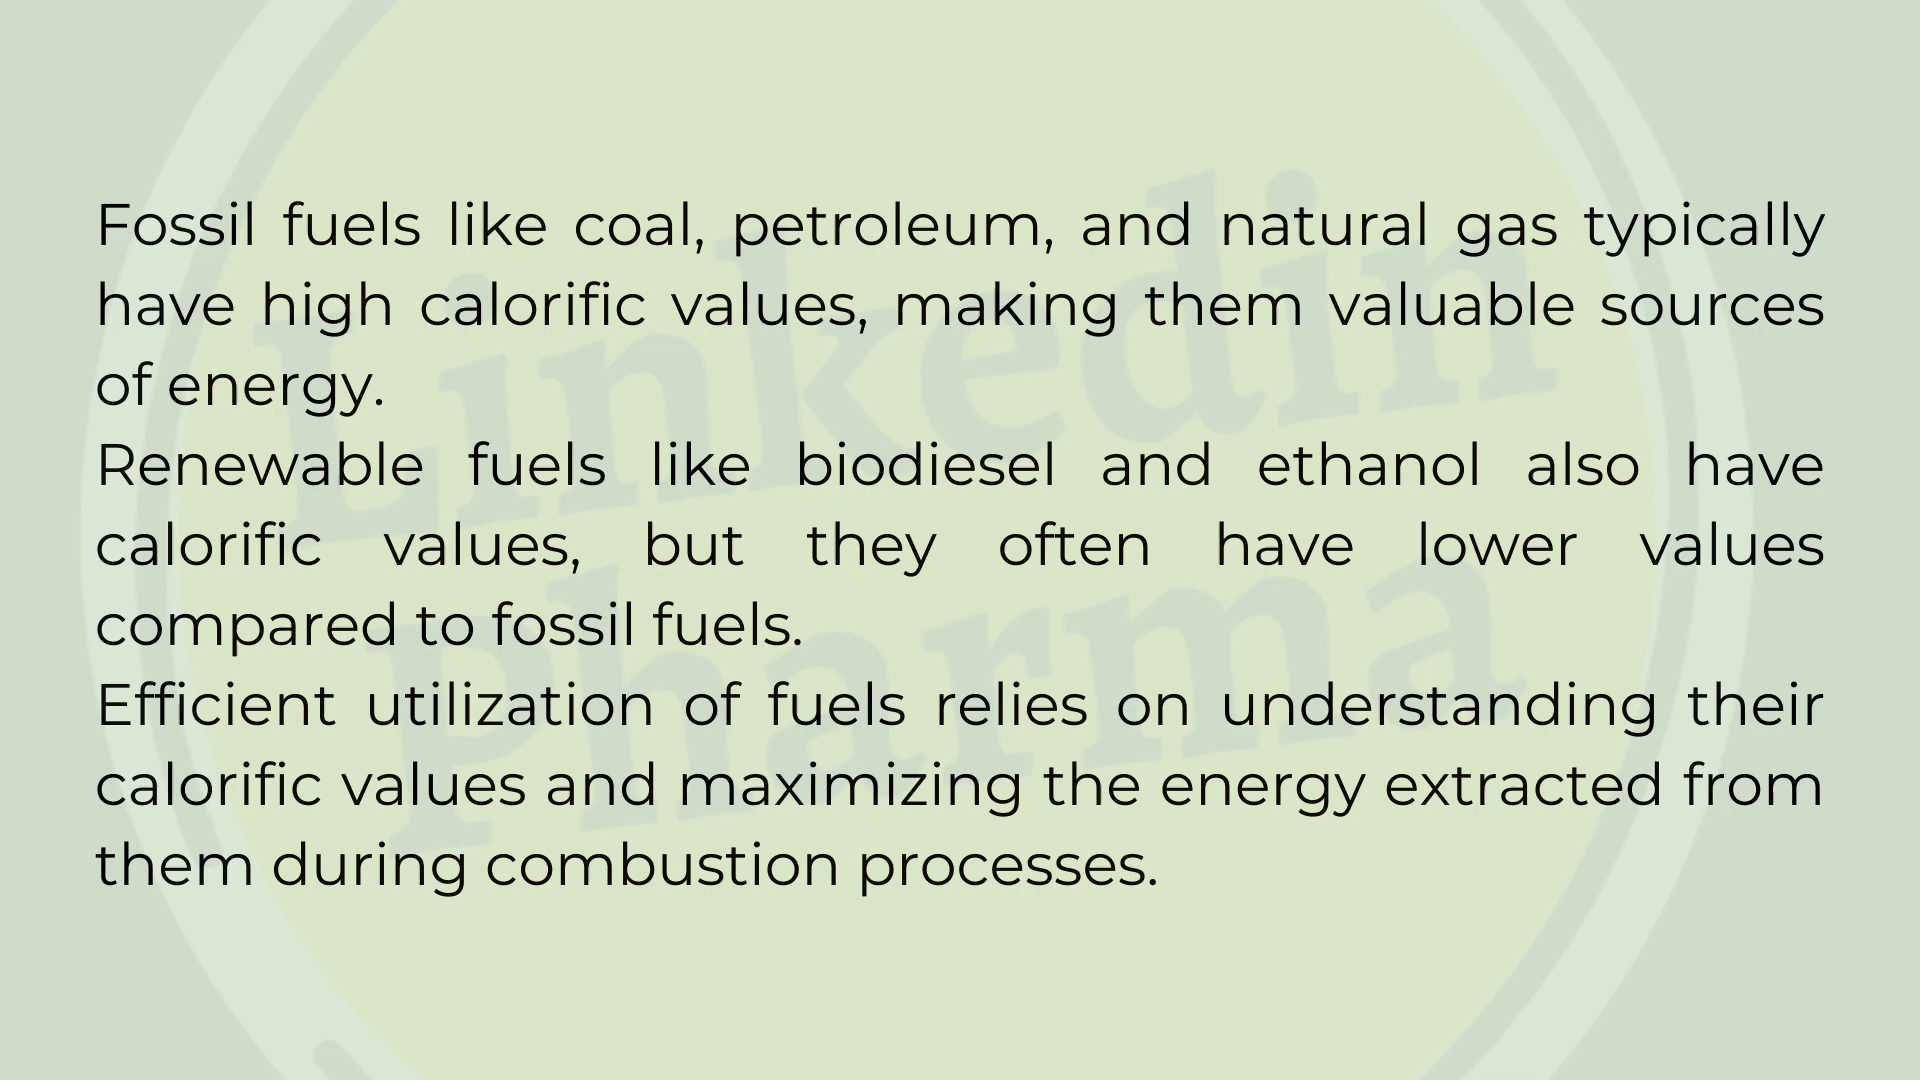 Fossil fuels like coal, petroleum, and natural gas typically
have high calorific values, making them valuable sources
of energy.
Renewable fuels like biodiesel and ethanol also have
calorific values, but they often have lower values
compared to fossil fuels.
Efficient utilization of fuels relies on understanding their
calorific values and maximizing the energy extracted from
them during combustion processes.
Linkedin
Pharma